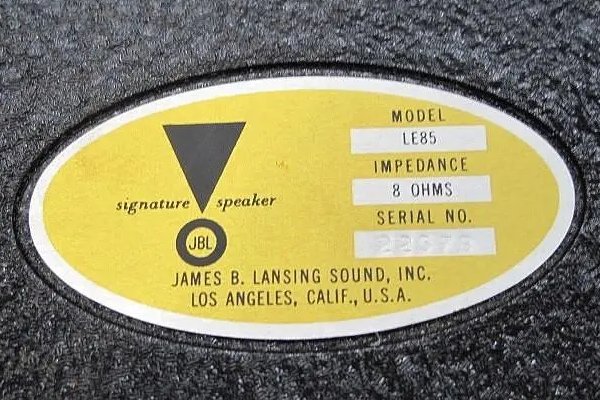 MODEL
LE85
IMPEDANCE
8 OHMS
SERIAL NO.
signature speaker
JBL
JAMES B. LANSING SOUND, INC.
LOS ANGELES, CALIF., U.S.A.